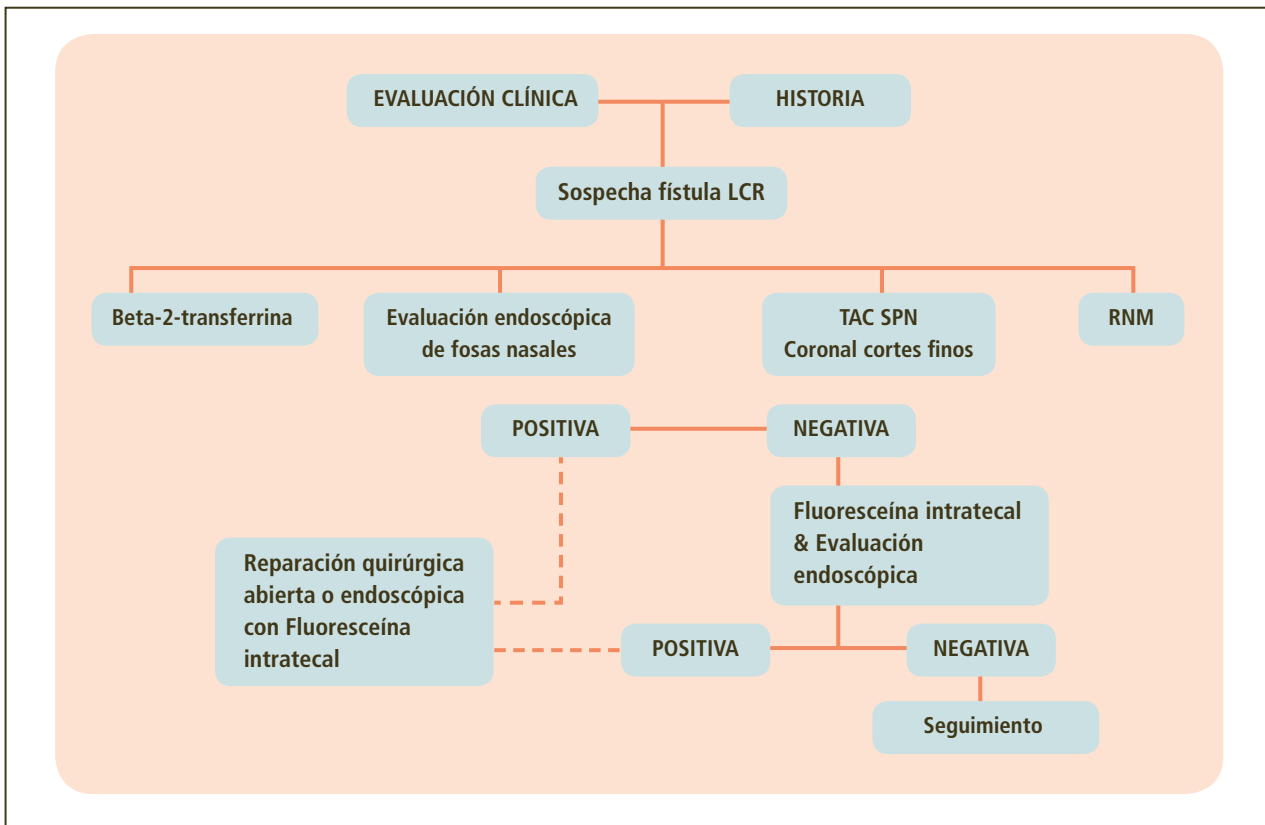 EVALUACIÓN CLÍNICA
HISTORIA
Sospecha fístula LCR
Beta-2-transferrina
Evaluación endoscópica
de fosas nasales
TAC SPN
Coronal cortes finos
RNM
POSITIVA
NEGATIVA
Fluoresceína intratecal
& Evaluación
endoscópica
Reparación quirúrgica
abierta o endoscópica
con Fluoresceína
intratecal
POSITIVA
NEGATIVA
Seguimiento